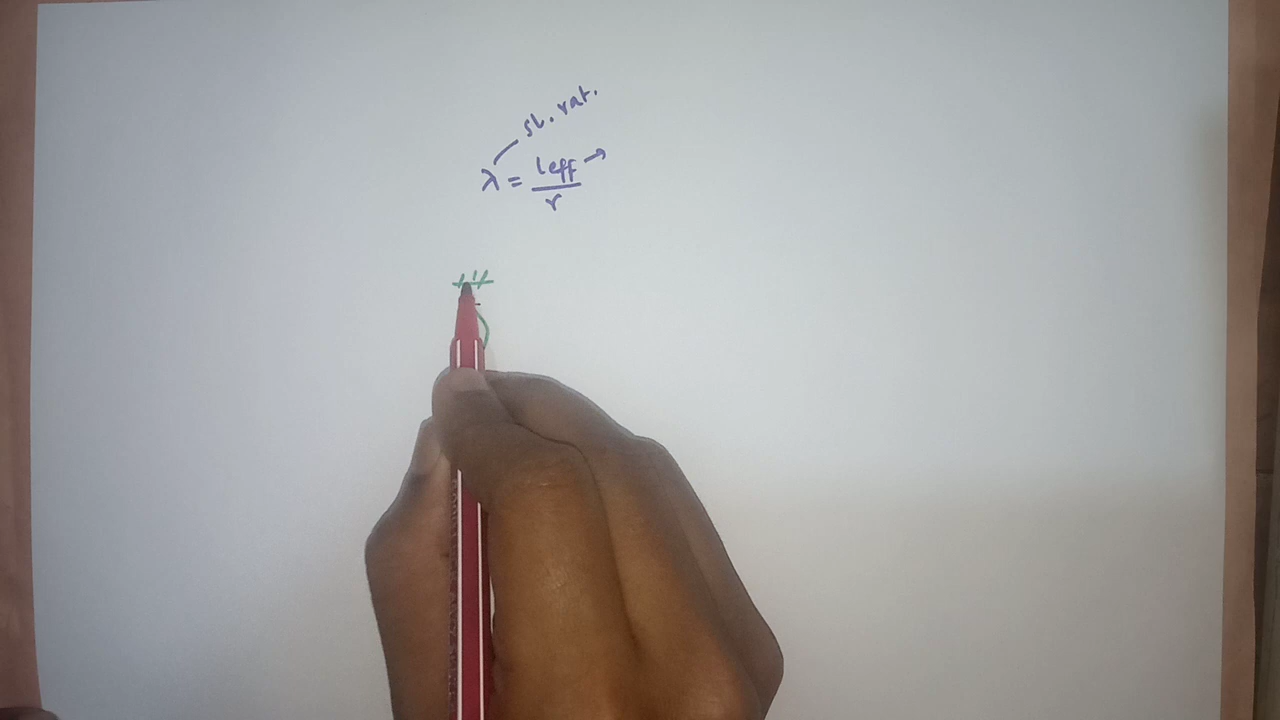 sl. rat.
λ = leff →
r